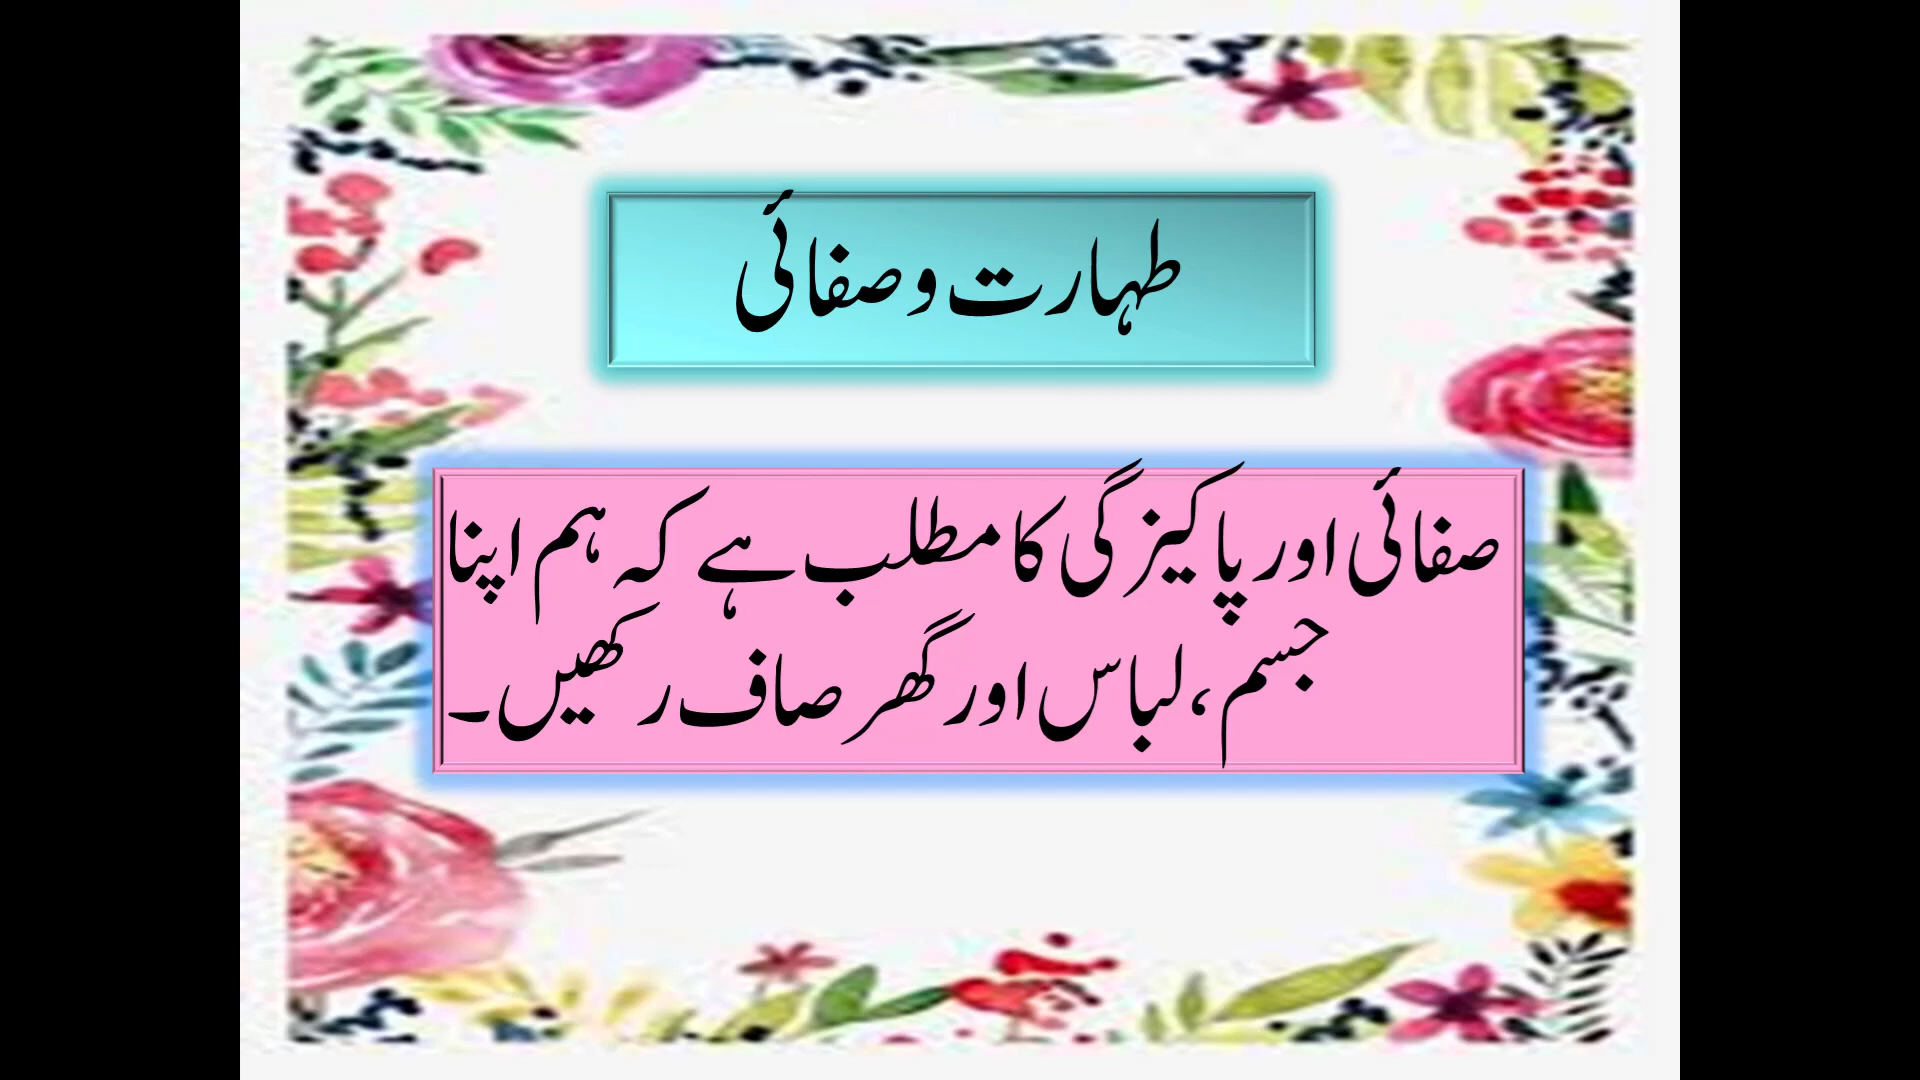 طہارت و صفائی
صفائی اور پاکیزگی کا مطلب ہے کہ ہم اپنا
جسم، لباس اور گھر صاف رکھیں۔